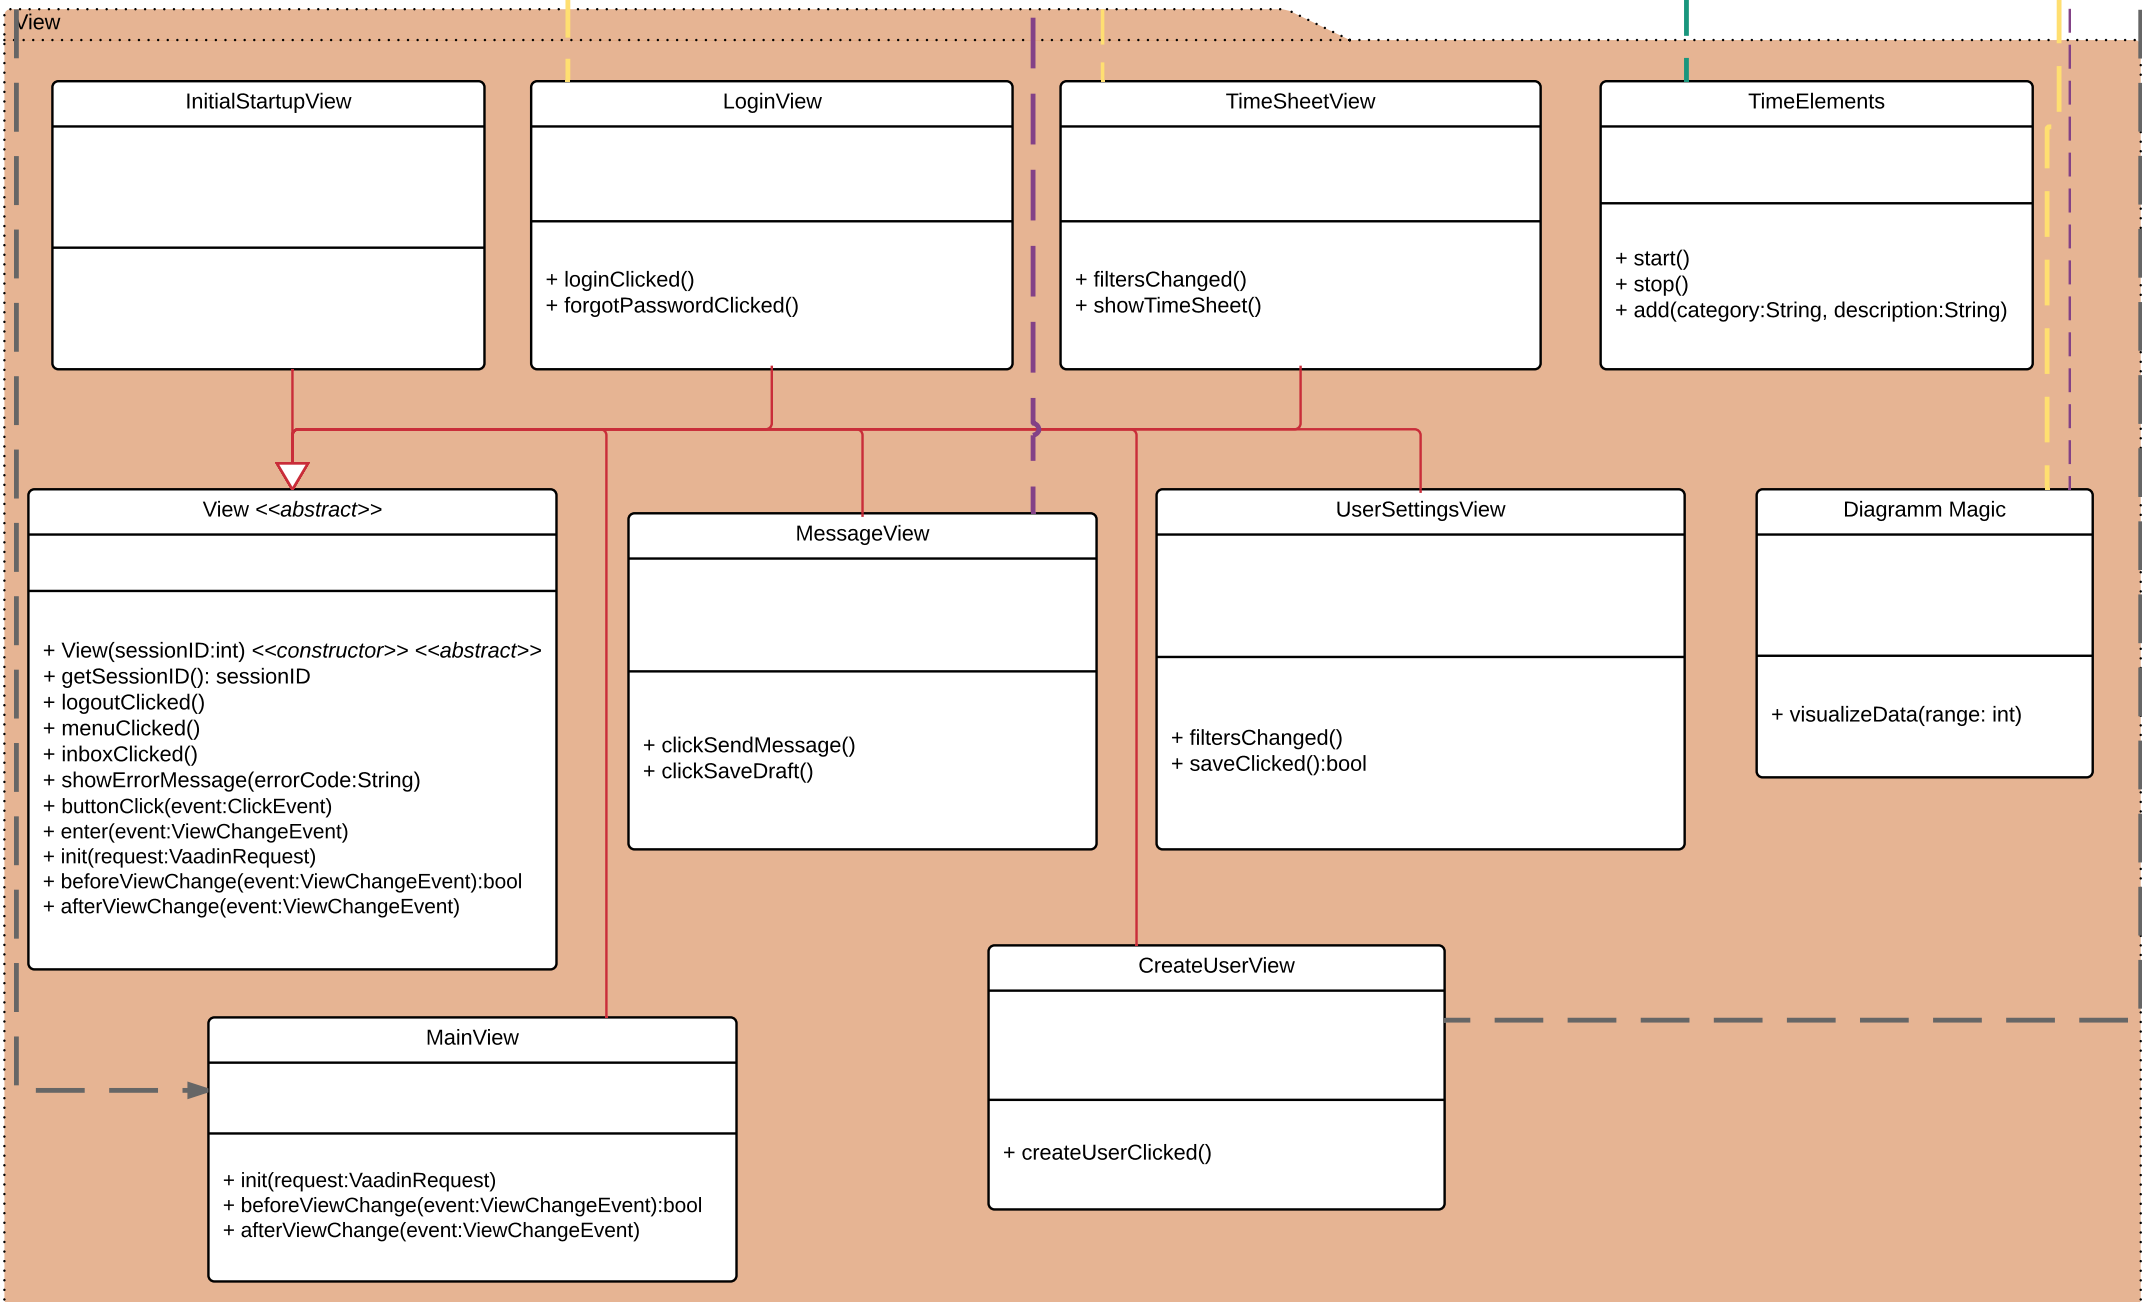 View
InitialStartupView
LoginView
+ loginClicked()
+ forgotPasswordClicked()
TimeSheetView
+ filtersChanged()
+ showTimeSheet()
TimeElements
+ start()
+ stop()
+ add(category:String, description:String)
View <<abstract>>
+ View(sessionID:int) <<constructor>> <<abstract>>
+ getSessionID(): sessionID
+ logoutClicked()
+ menuClicked()
+ inboxClicked()
+ showErrorMessage(errorCode:String)
+ buttonClick(event:ClickEvent)
+ enter(event:ViewChangeEvent)
+ init(request:VaadinRequest)
+ beforeViewChange(event:ViewChangeEvent):bool
+ afterViewChange(event:ViewChangeEvent)
MessageView
+ clickSendMessage()
+ clickSaveDraft()
UserSettingsView
+ filtersChanged()
+ saveClicked():bool
Diagramm Magic
+ visualizeData(range: int)
MainView
+ init(request:VaadinRequest)
+ beforeViewChange(event:ViewChangeEvent):bool
+ afterViewChange(event:ViewChangeEvent)
CreateUserView
+ createUserClicked()